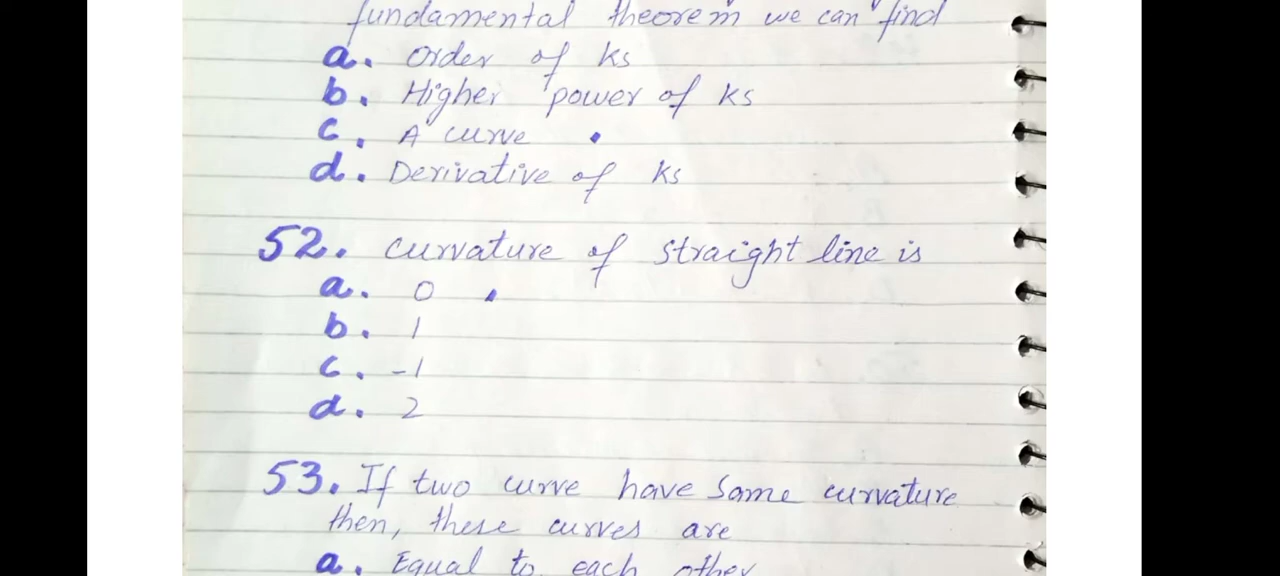 fundamental theorem we can find
a. Order of ks
b. Higher power of ks
c. A curve
d. Derivative of ks
52. Curvature of straight line is
a. 0
b. 1
c. -1
d. 2
53. If two curve have same curvature
then, these curves are
a. Equal to each other